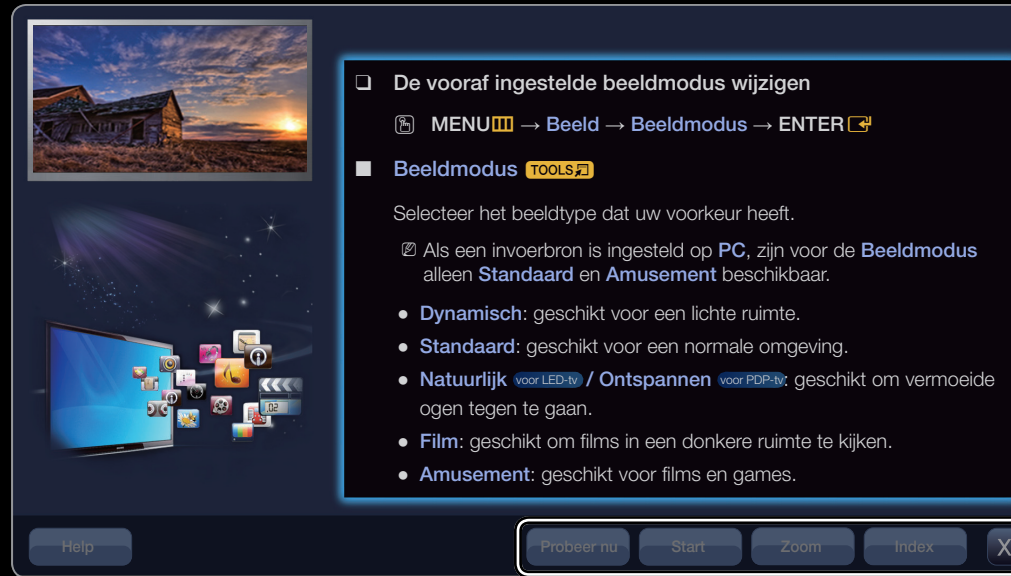 De vooraf ingestelde beeldmodus wijzigen
MENU → Beeld → Beeldmodus → ENTER
Beeldmodus TOOLS
Selecteer het beeldtype dat uw voorkeur heeft.
Als een invoerbron is ingesteld op PC, zijn voor de Beeldmodus
alleen Standaard en Amusement beschikbaar.
● Dynamisch: geschikt voor een lichte ruimte.
● Standaard: geschikt voor een normale omgeving.
● Natuurlijk voor LED-tv / Ontspannen voor PDP-tv: geschikt om vermoeide
ogen tegen te gaan.
● Film: geschikt om films in een donkere ruimte te kijken.
● Amusement: geschikt voor films en games.
Help Probeer nu Start Zoom Index X